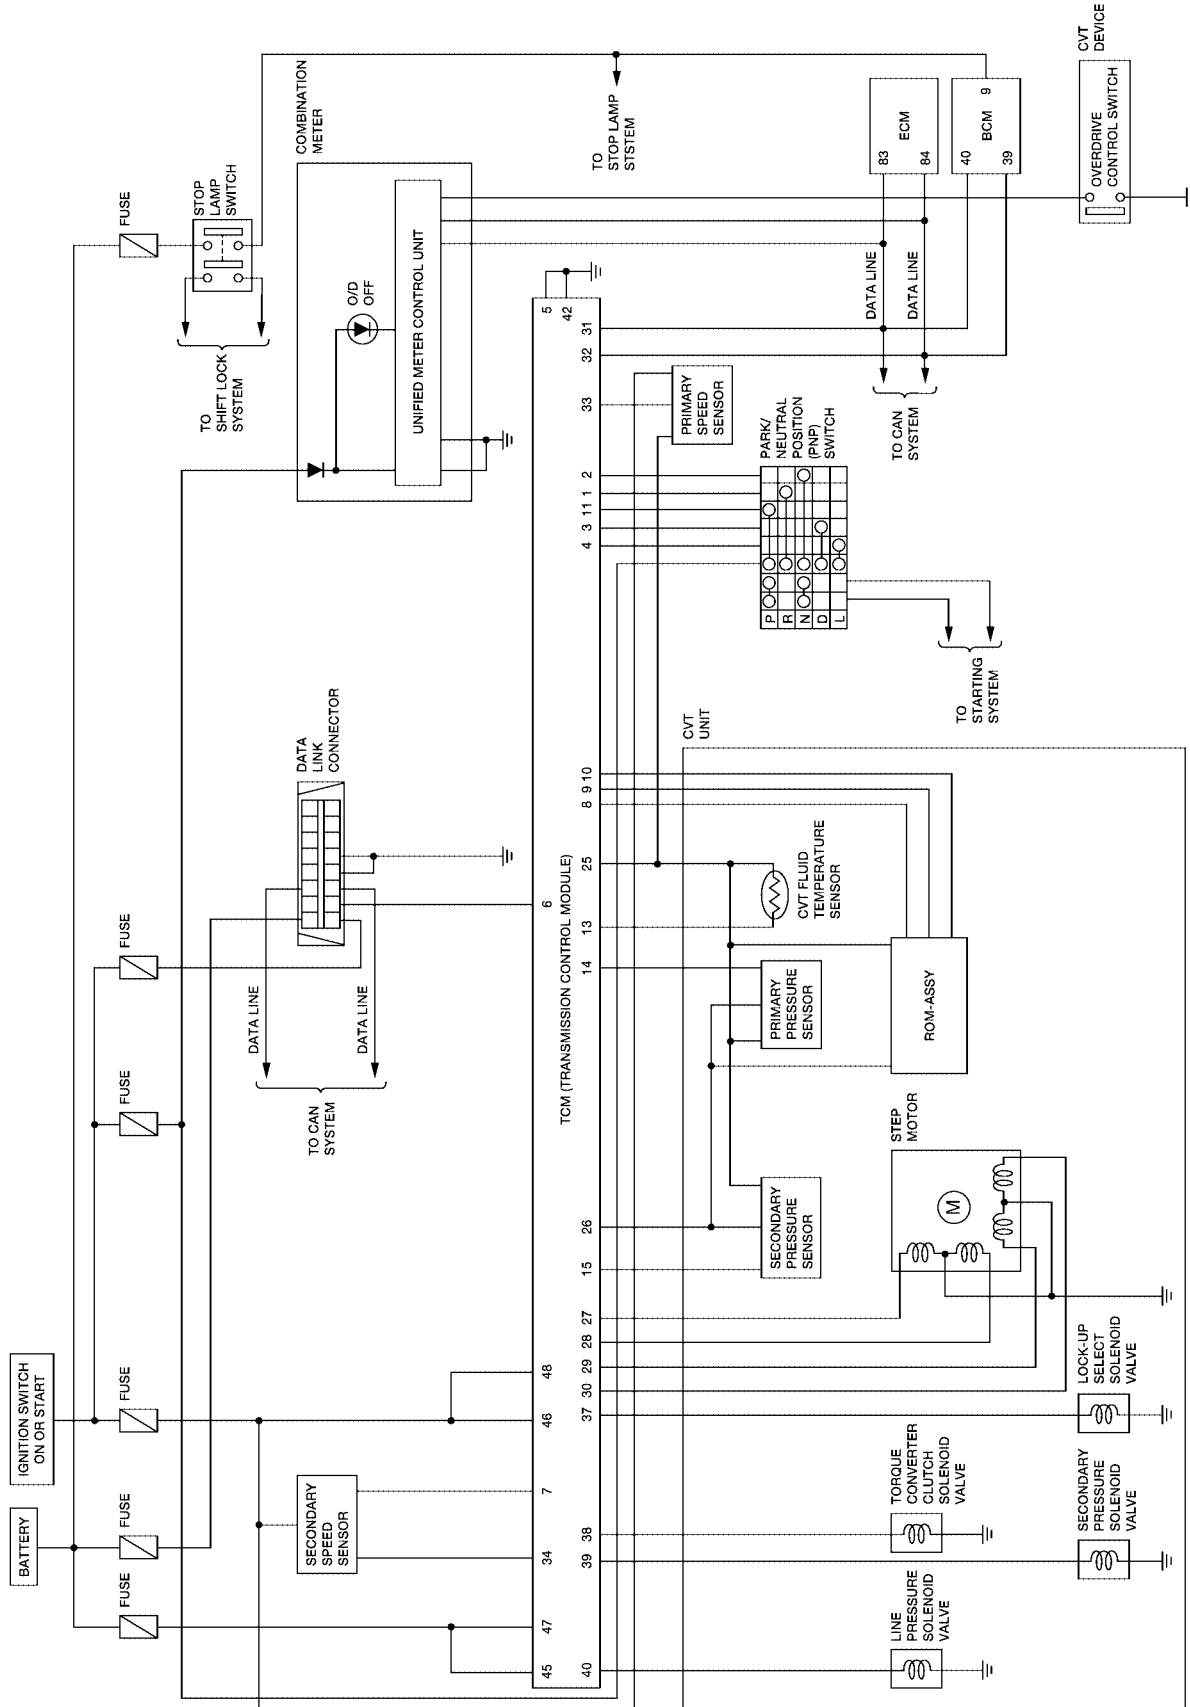 BATTERY
IGNITION SWITCH
ON OR START
FUSE
FUSE
FUSE
FUSE
FUSE
FUSE
STOP
LAMP
SWITCH
TO
SHIFT LOCK
SYSTEM
DATA LINE
DATA LINE
TO CAN
SYSTEM
DATA
LINK
CONNECTOR
COMBINATION
METER
O/D
OFF
UNIFIED METER CONTROL UNIT
SECONDARY
SPEED
SENSOR
45
47
34
7
46
48
6
5
42
TCM (TRANSMISSION CONTROL MODULE)
40
39
38
37
30
29
28
27
15
26
14
13
25
8
9
10
4
3
11
1
2
33
32
31
TO
STOP LAMP
STSTEM
CVT
UNIT
PRIMARY
SPEED
SENSOR
PARK/
NEUTRAL
POSITION
(PNP)
SWITCH
P
R
N
D
L
TO
STARTING
SYSTEM
SECONDARY
PRESSURE
SENSOR
PRIMARY
PRESSURE
SENSOR
CVT FLUID
TEMPERATURE
SENSOR
DATA LINE
DATA LINE
TO CAN
SYSTEM
83
84
ECM
40
39
BCM
9
LINE
PRESSURE
SOLENOID
VALVE
TORQUE
CONVERTER
CLUTCH
SOLENOID
VALVE
STEP
MOTOR
M
ROM-ASSY
SECONDARY
PRESSURE
SOLENOID
VALVE
LOCK-UP
SELECT
SOLENOID
VALVE
CVT
DEVICE
OVERDRIVE
CONTROL SWITCH